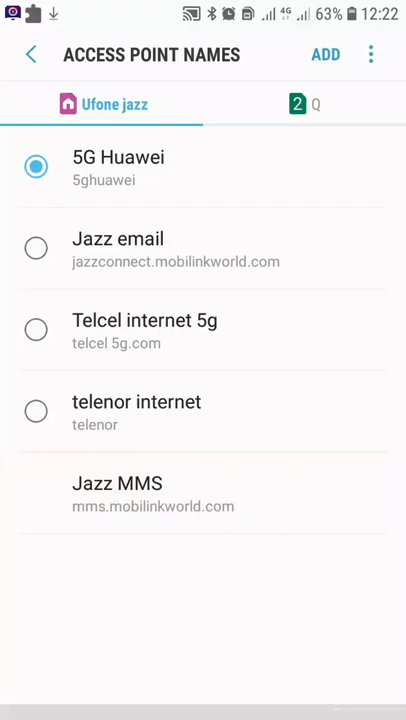 4G 63% 12:22
ACCESS POINT NAMES ADD
Ufone jazz 2 Q
5G Huawei
5ghuawei
Jazz email
jazzconnect.mobilinkworld.com
Telcel internet 5g
telcel 5g.com
telenor internet
telenor
Jazz MMS
mms.mobilinkworld.com